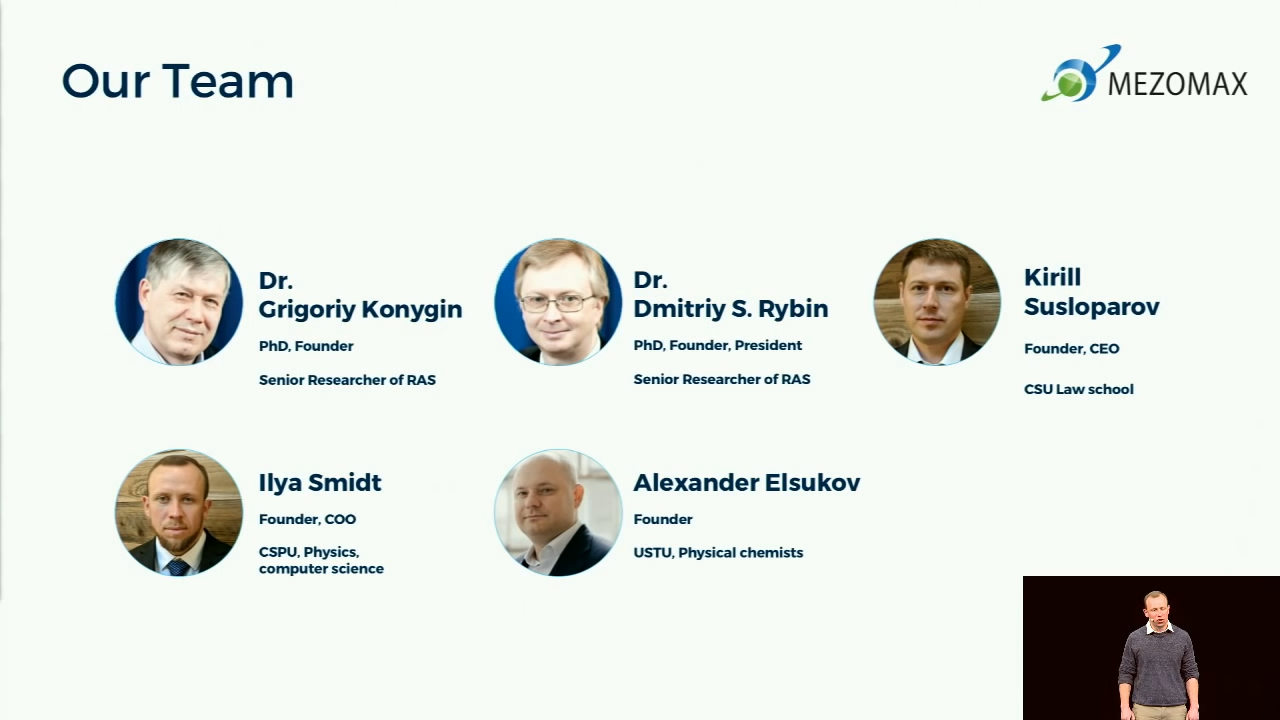 Our Team
MEZOMAX
Dr.
Grigoriy Konygin
PhD, Founder
Senior Researcher of RAS
Dr.
Dmitriy S. Rybin
PhD, Founder, President
Senior Researcher of RAS
Kirill
Susloparov
Founder, CEO
CSU Law school
Ilya Smidt
Founder, COO
CSPU, Physics,
computer science
Alexander Elsukov
Founder
USTU, Physical chemists